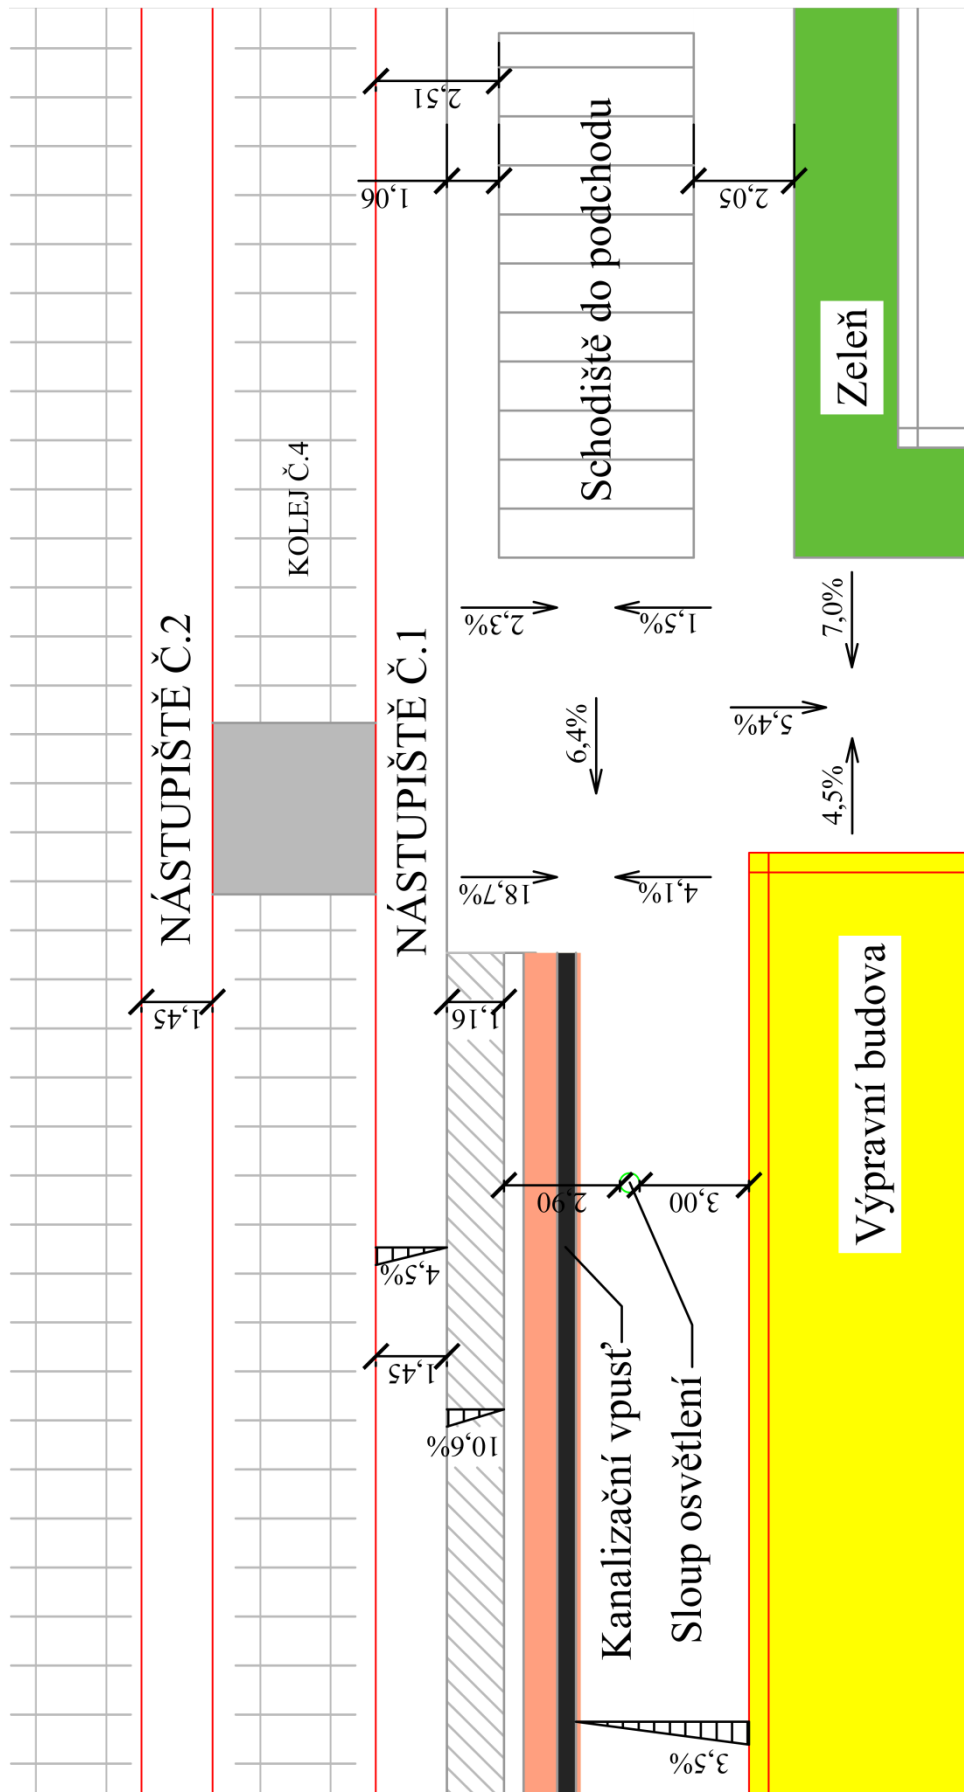 NÁSTUPIŠTĚ Č.2
KOLEJ Č.4
NÁSTUPIŠTĚ Č.1
Schodiště do podchodu
Zeleň
Výpravní budova
Kanalizační vpusť
Sloup osvětlení
2,51
1,06
2,05
2,3%
1,5%
7,0%
6,4%
5,4%
4,5%
18,7%
4,1%
1,45
1,16
2,90
3,00
4,5%
1,45
10,6%
3,5%